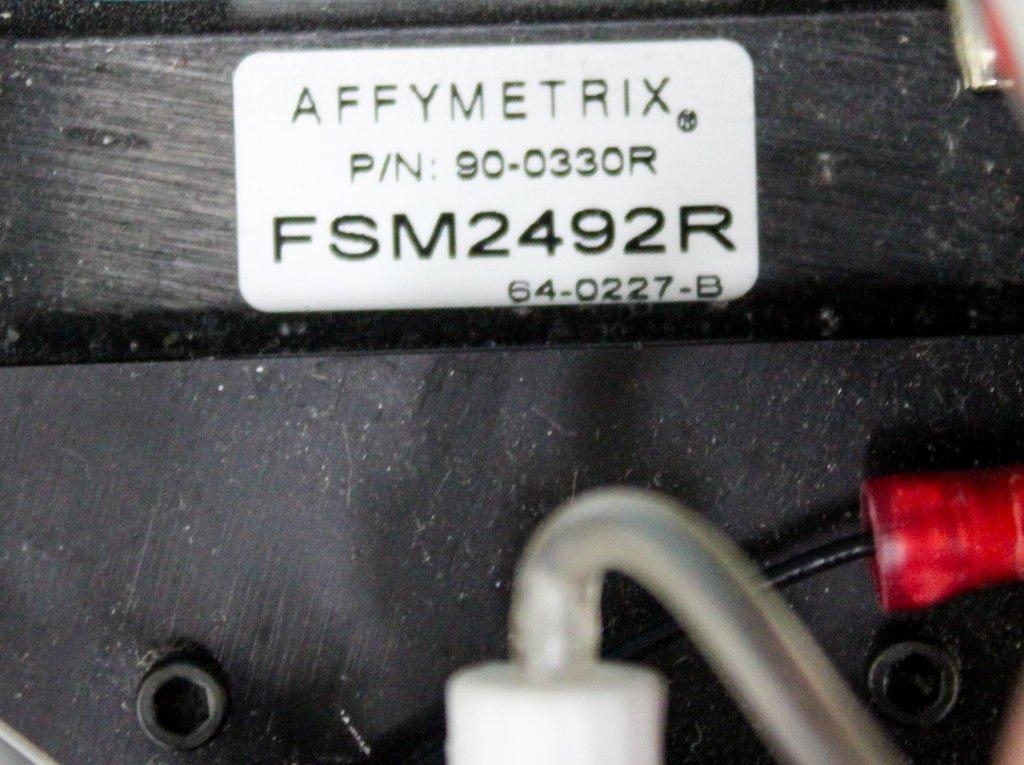 AFFYMETRIX®
P/N: 90-0330R
FSM2492R
64-0227-B